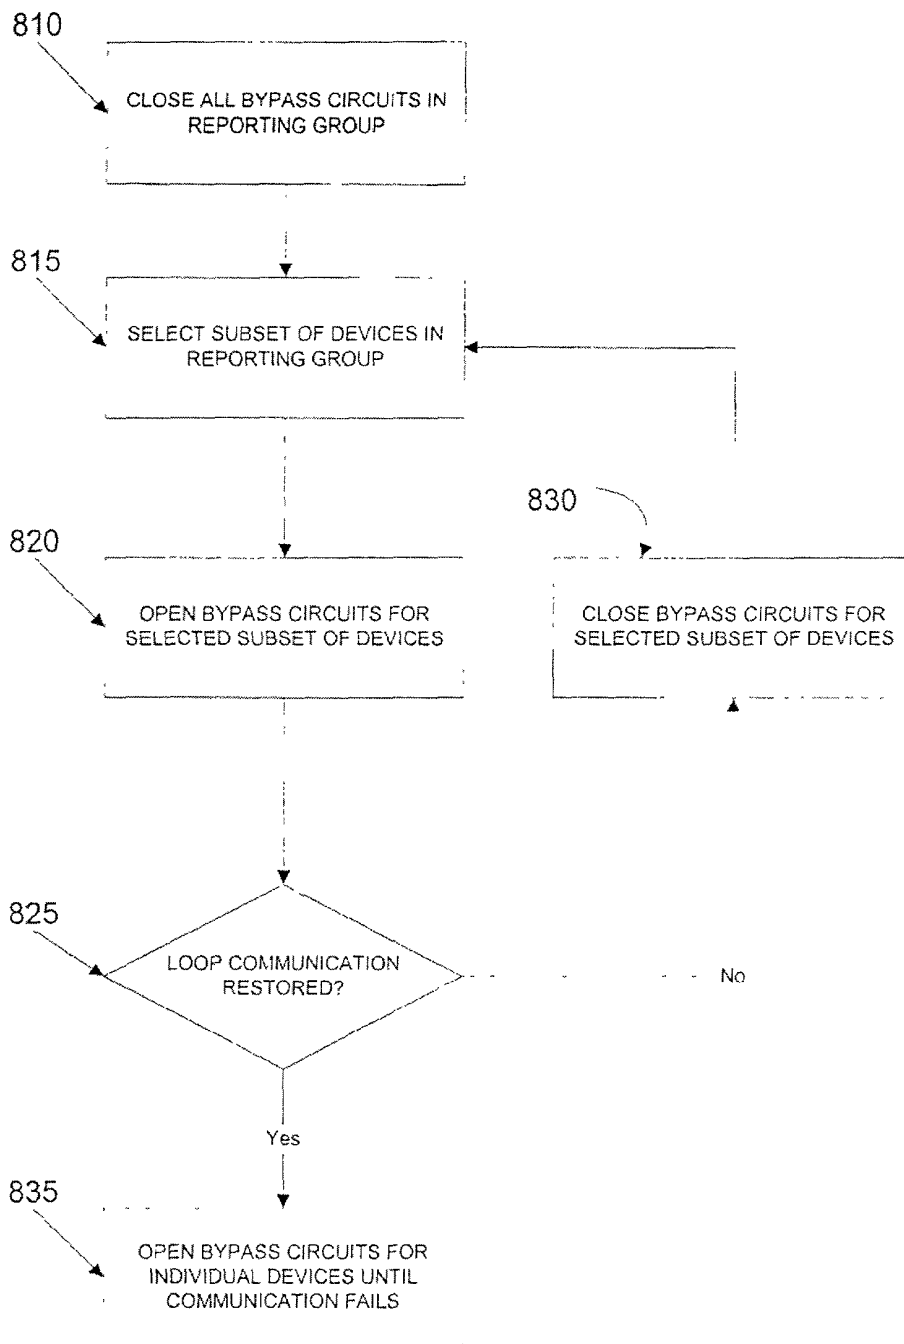 810
CLOSE ALL BYPASS CIRCUITS IN
REPORTING GROUP
815
SELECT SUBSET OF DEVICES IN
REPORTING GROUP
830
820
OPEN BYPASS CIRCUITS FOR
SELECTED SUBSET OF DEVICES
CLOSE BYPASS CIRCUITS FOR
SELECTED SUBSET OF DEVICES
825
LOOP COMMUNICATION
RESTORED?
No
Yes
835
OPEN BYPASS CIRCUITS FOR
INDIVIDUAL DEVICES UNTIL
COMMUNICATION FAILS